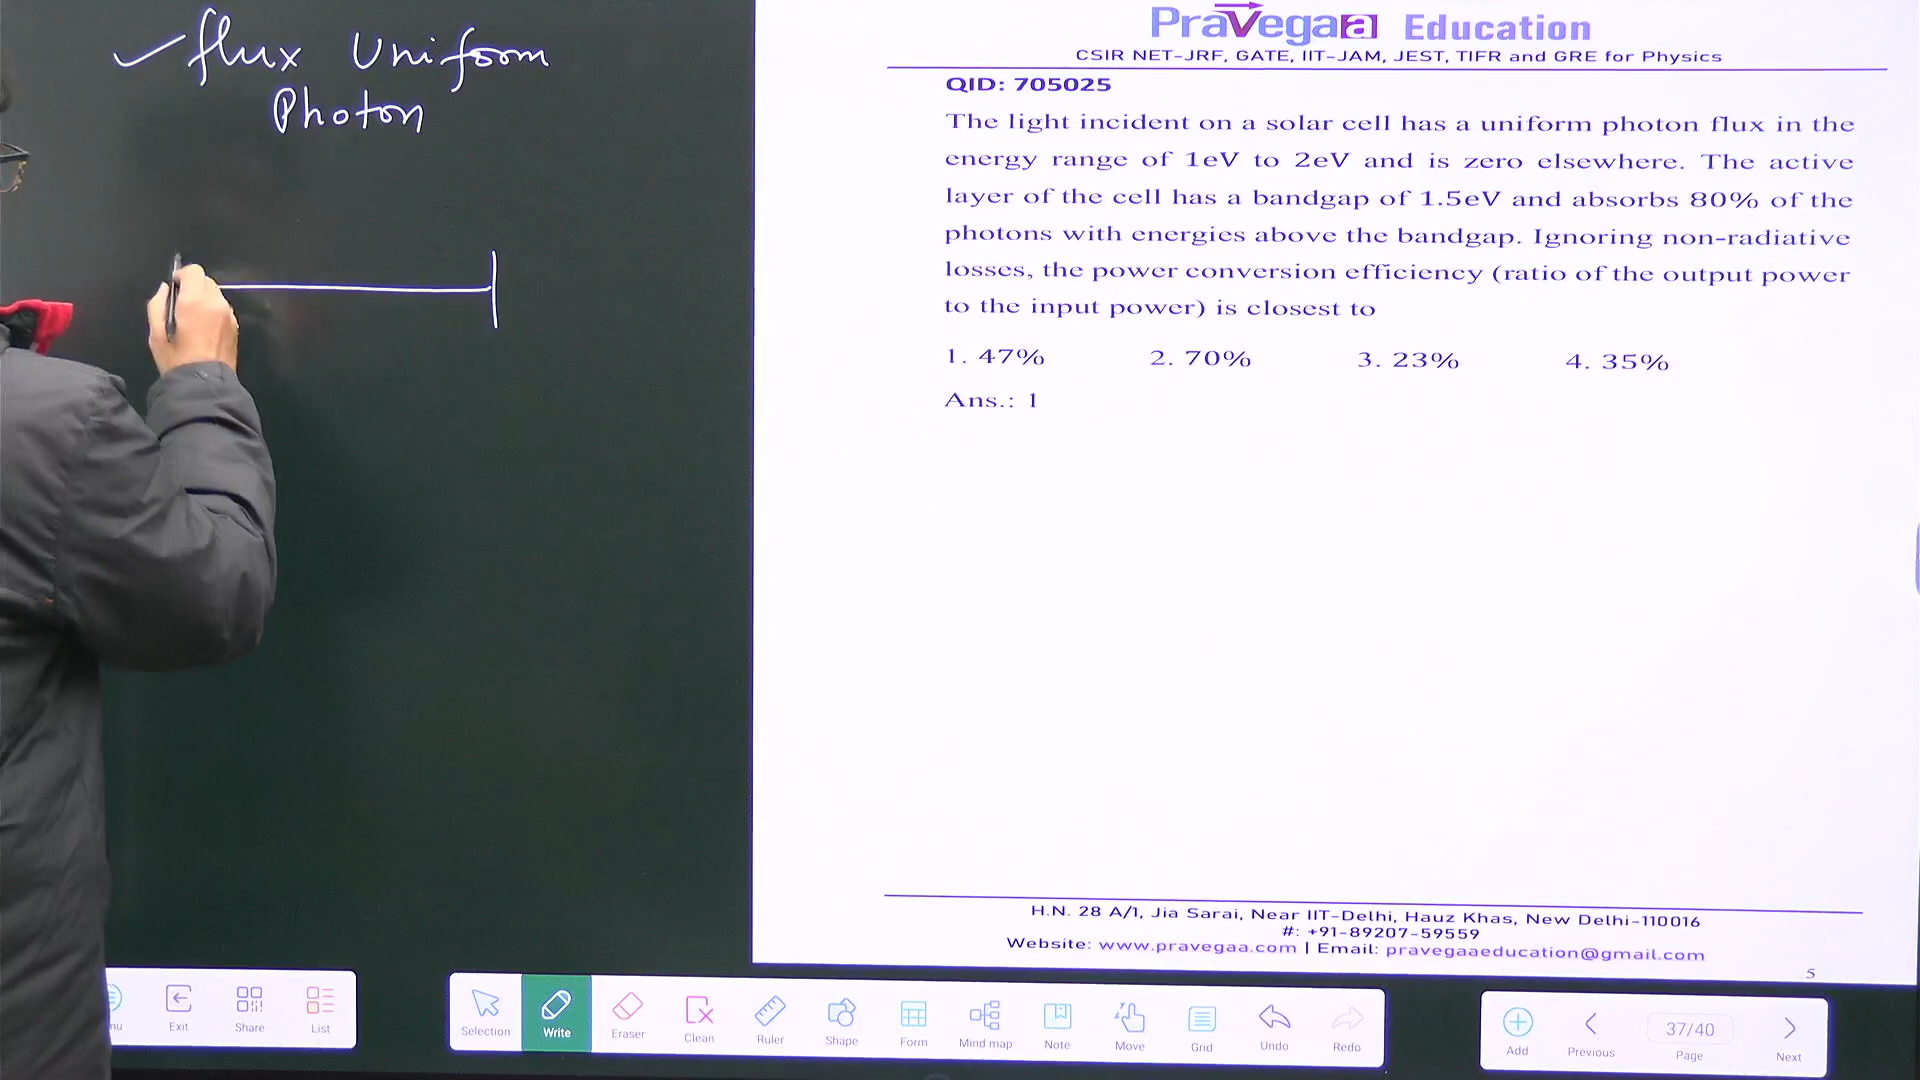 flux Uniform
Photon
PraVegaa Education
CSIR NET-JRF, GATE, IIT-JAM, JEST, TIFR and GRE for Physics
QID: 705025
The light incident on a solar cell has a uniform photon flux in the
energy range of 1eV to 2eV and is zero elsewhere. The active
layer of the cell has a bandgap of 1.5eV and absorbs 80% of the
photons with energies above the bandgap. Ignoring non-radiative
losses, the power conversion efficiency (ratio of the output power
to the input power) is closest to
1. 47% 2. 70% 3. 23% 4. 35%
Ans.: 1
H.N. 28 A/1, Jia Sarai, Near IIT-Delhi, Hauz Khas, New Delhi-110016
#: +91-89207-59559
Website: www.pravegaa.com | Email: pravegaaeducation@gmail.com
5
Exit Share List
Selection Write Eraser Clean Ruler Shape Form Mind map Note Move Grid Undo Redo
Add Previous 37/40 Page Next